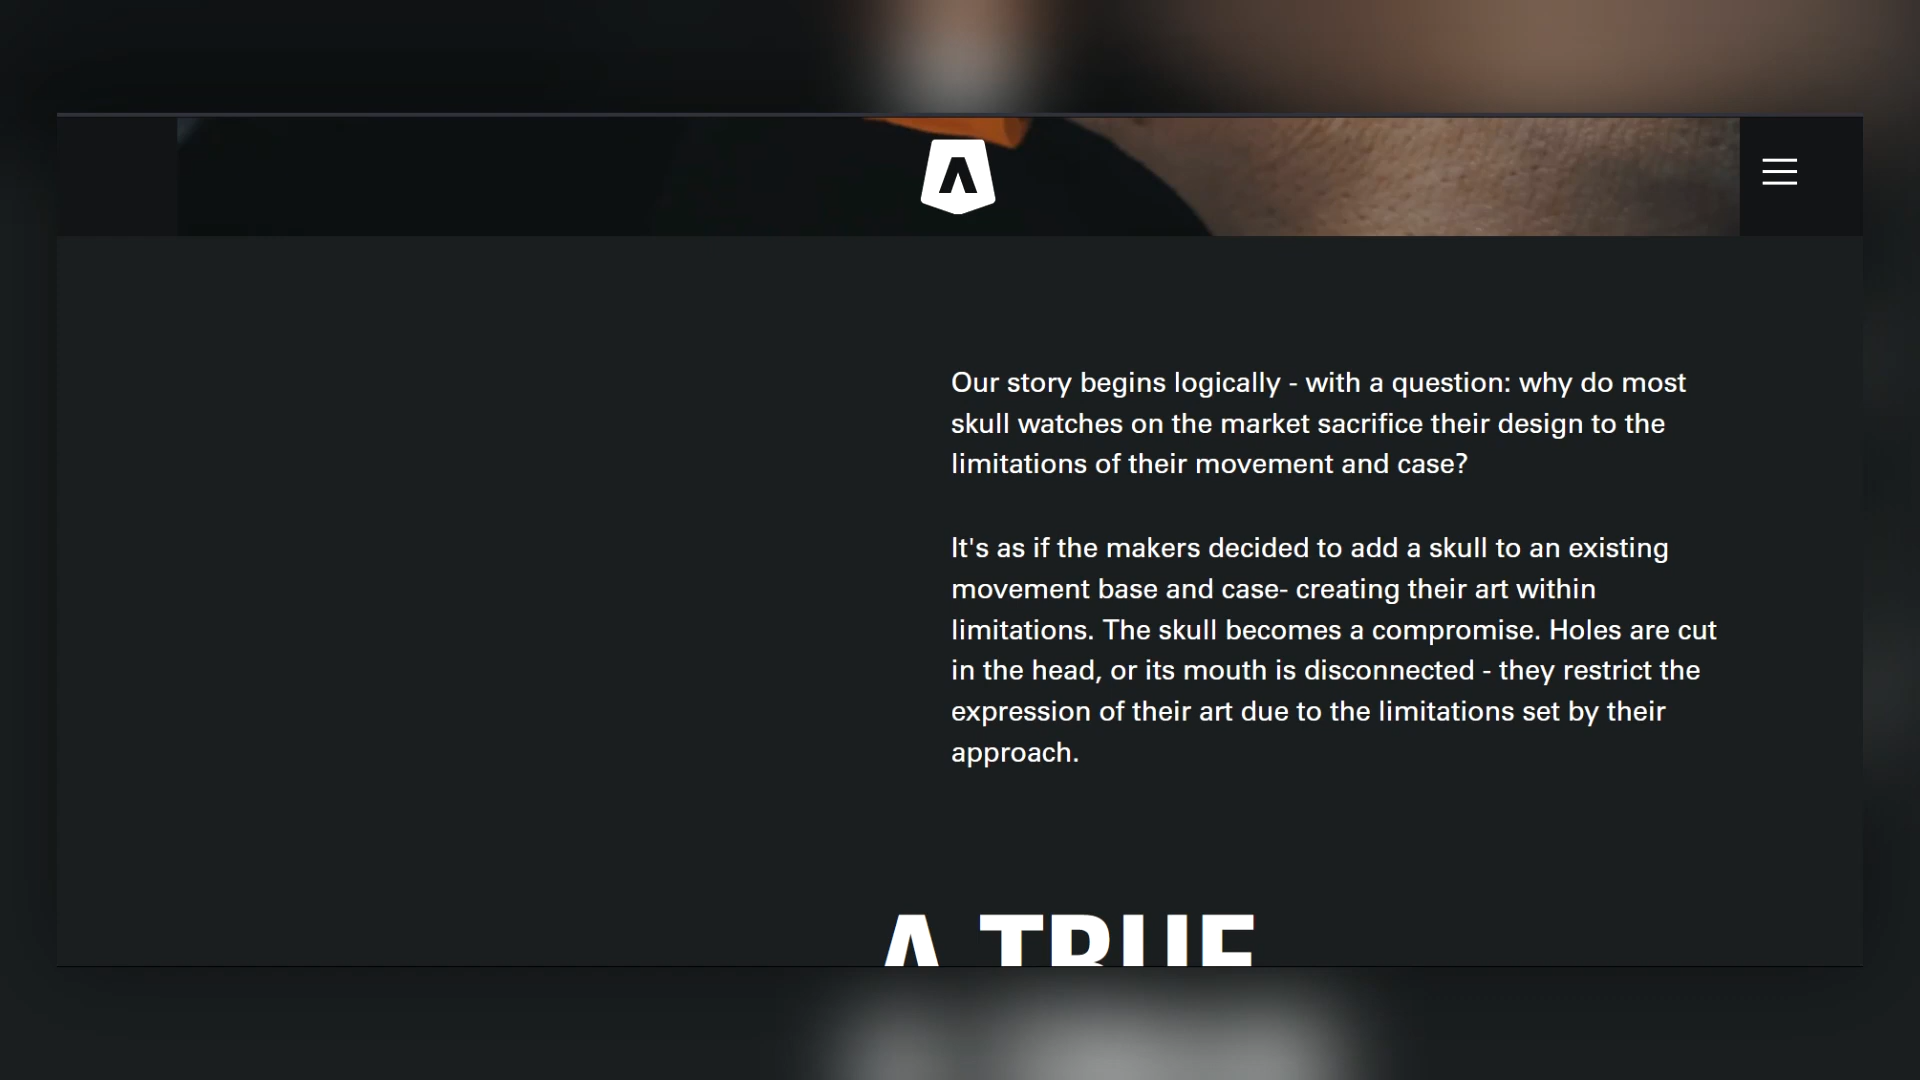 Our story begins logically - with a question: why do most
skull watches on the market sacrifice their design to the
limitations of their movement and case?
It's as if the makers decided to add a skull to an existing
movement base and case- creating their art within
limitations. The skull becomes a compromise. Holes are cut
in the head, or its mouth is disconnected - they restrict the
expression of their art due to the limitations set by their
approach.
A TRUE